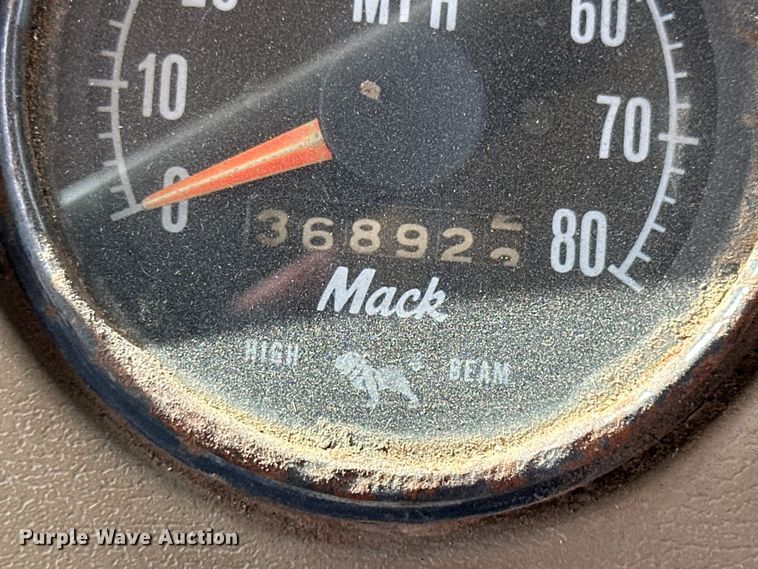 MPH
10
60
70
0
36892
80
Mack
HIGH BEAM
Purple Wave Auction